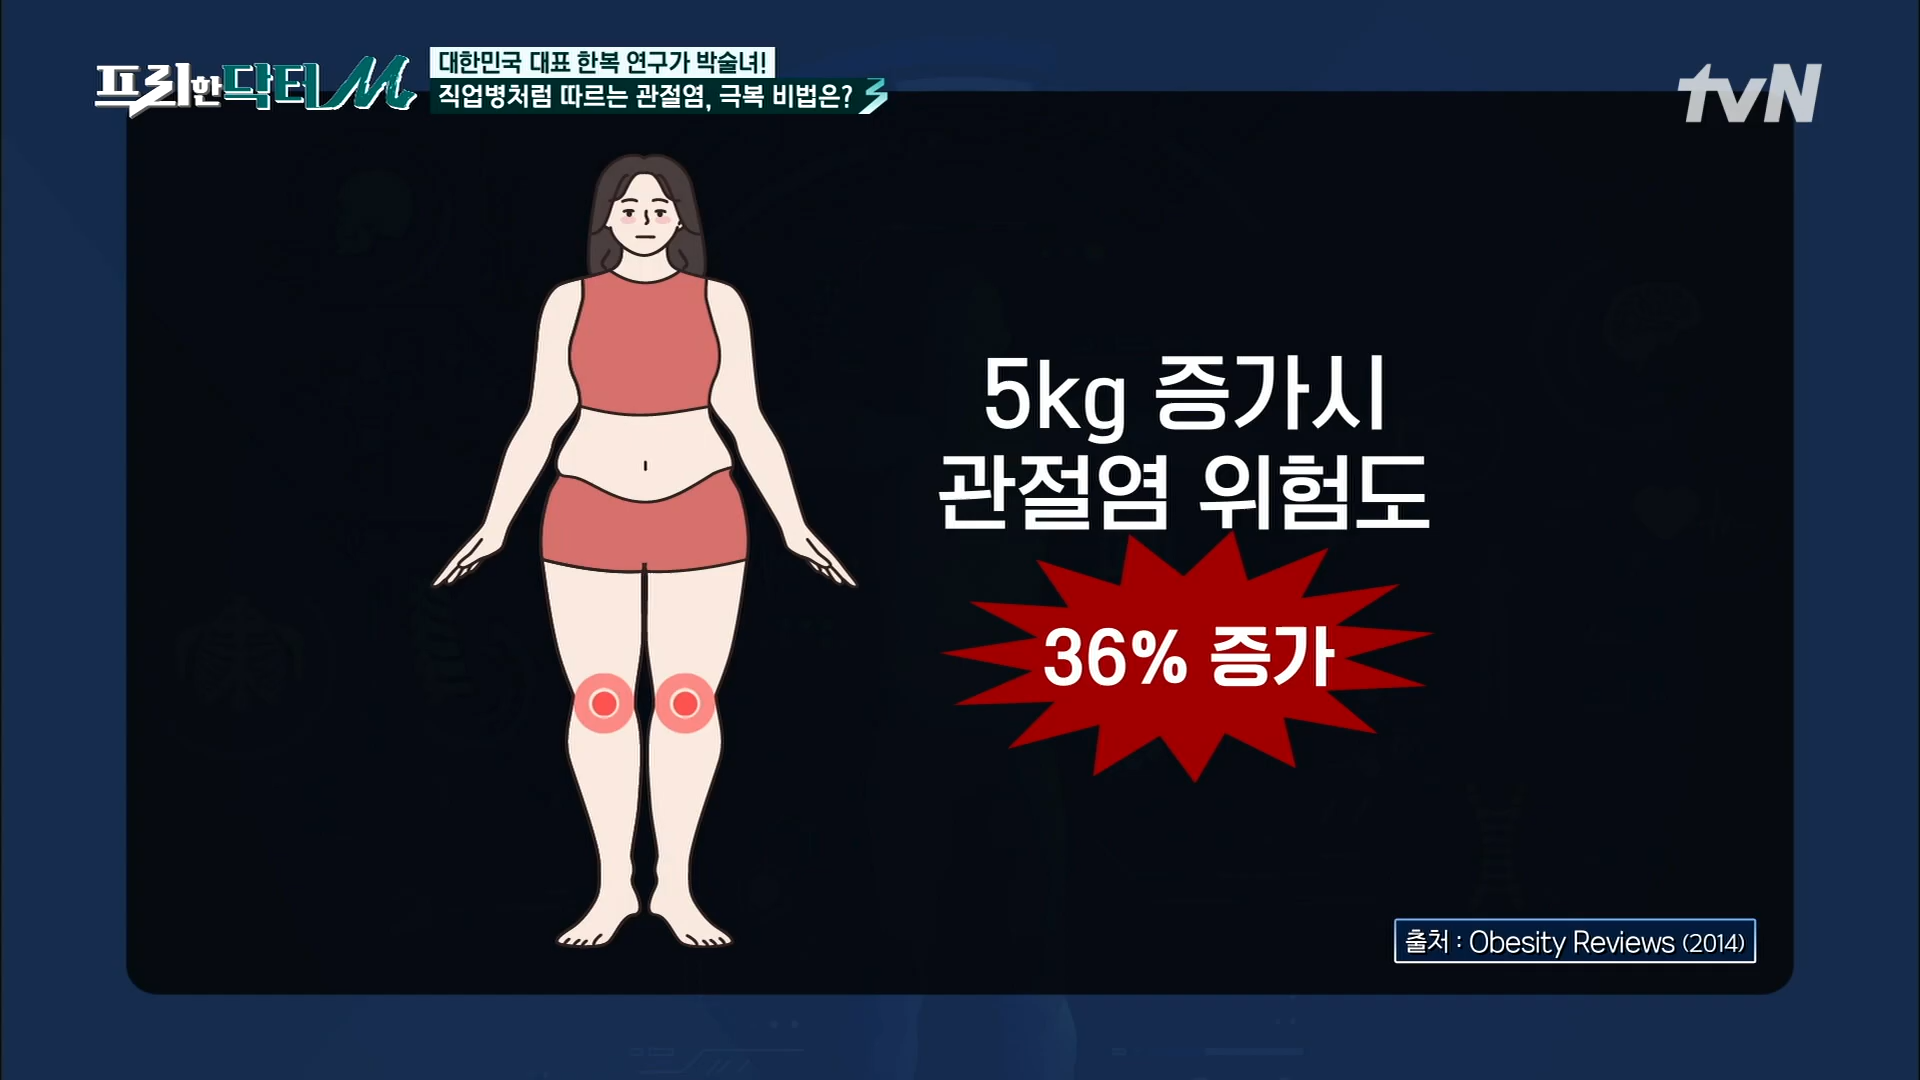 프리한 닥터 M
대한민국 대표 한복 연구가 박술녀!
직업병처럼 따르는 관절염, 극복 비법은?
tvN
5kg 증가시
관절염 위험도
36% 증가
출처 : Obesity Reviews (2014)